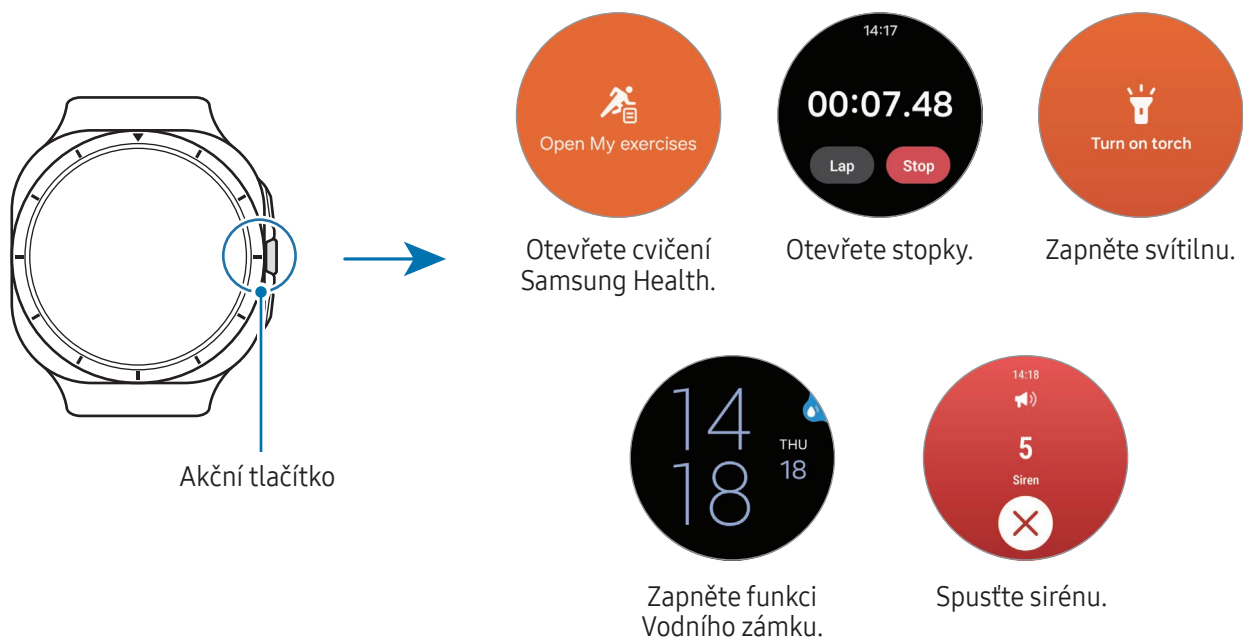 Akční tlačítko
Open My exercises
Otevřete cvičení
Samsung Health.
14:17
00:07.48
Lap
Stop
Otevřete stopky.
Turn on torch
Zapněte svítilnu.
14
18
THU
18
Zapněte funkci
Vodního zámku.
14:18
5
Siren
Spusťte sirénu.